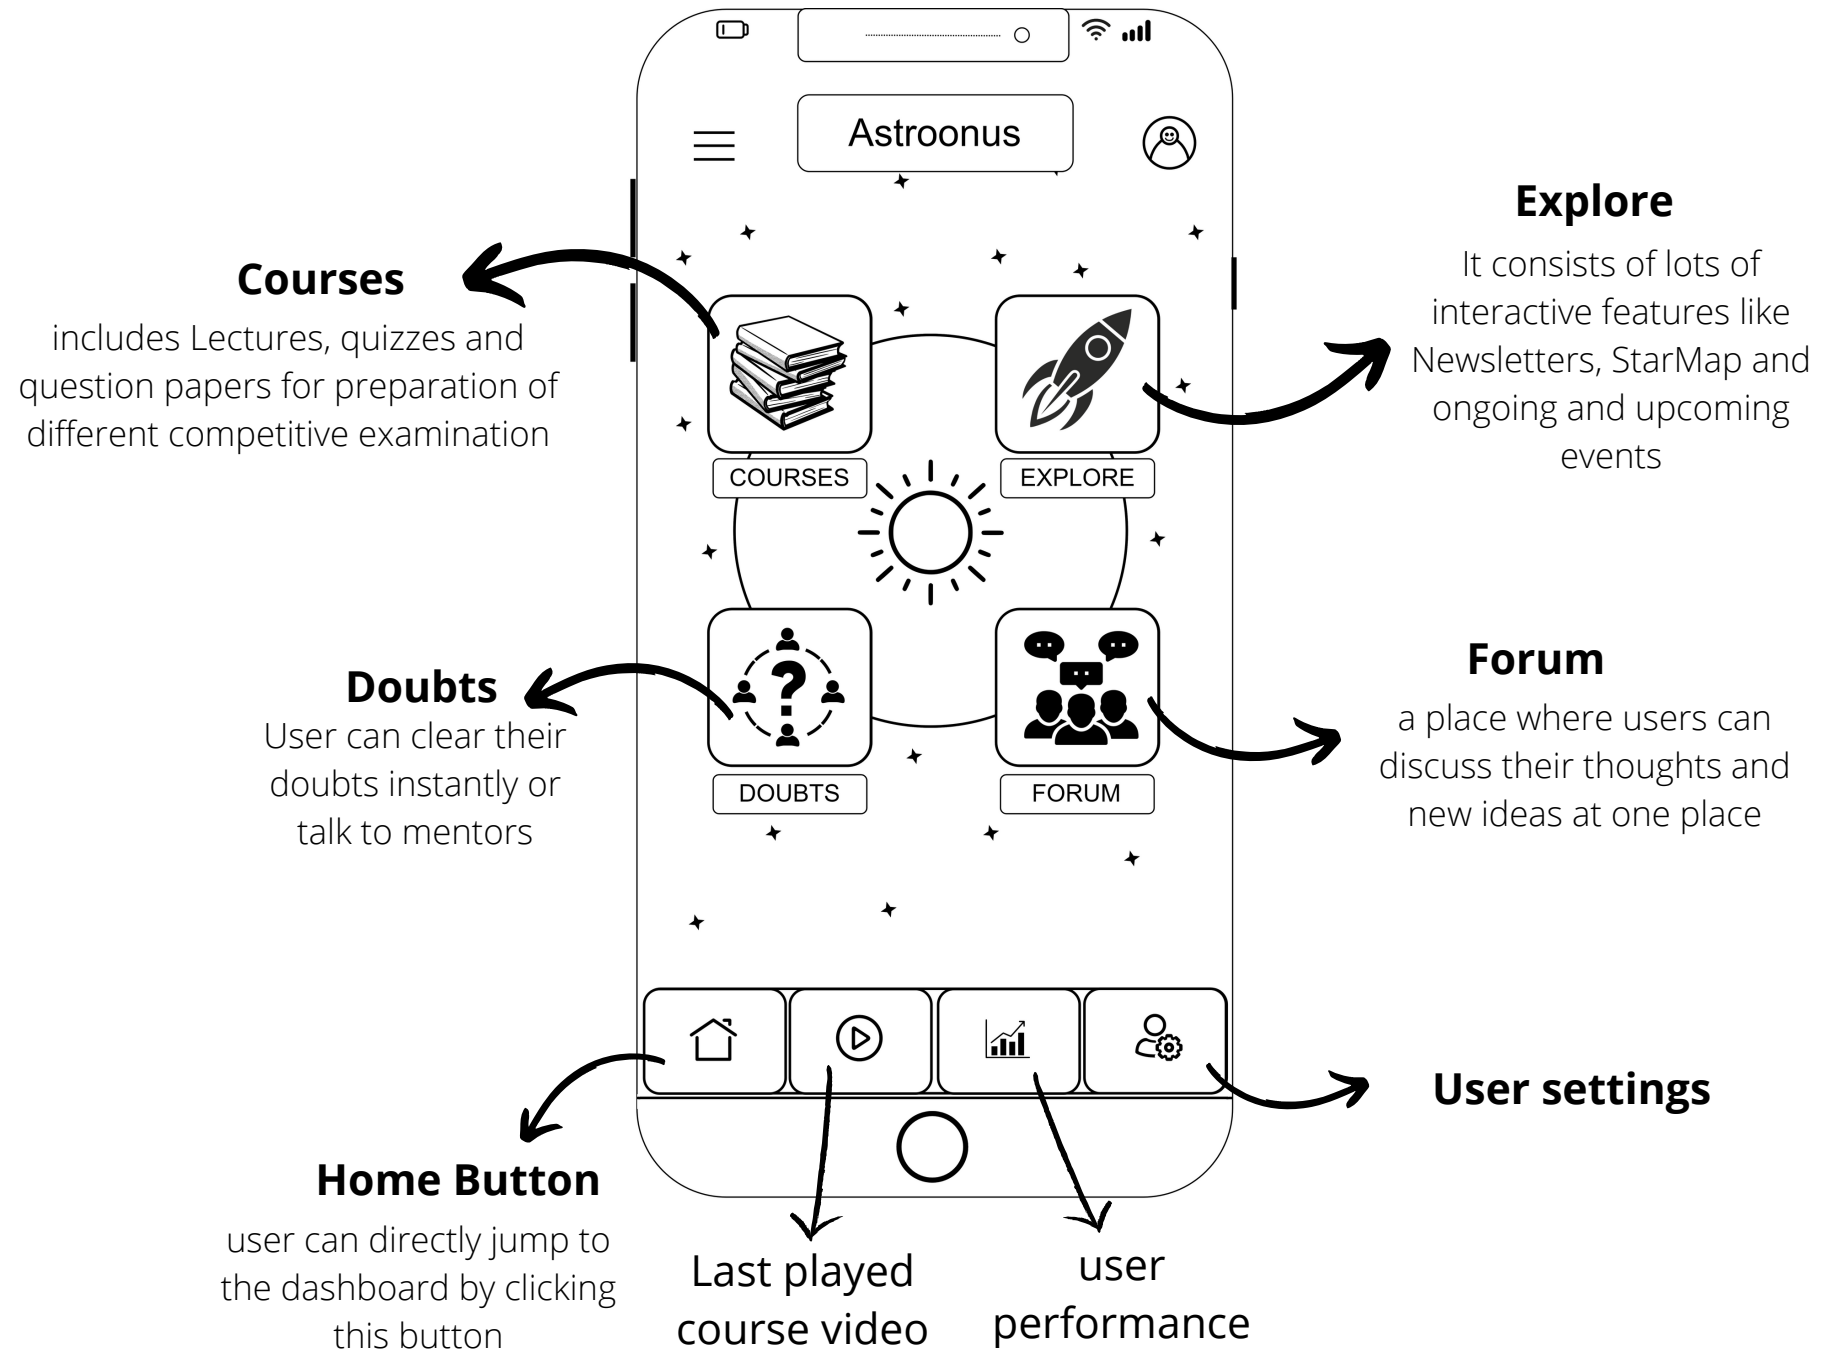 Astroonus
Explore
It consists of lots of
interactive features like
Newsletters, StarMap and
ongoing and upcoming
events
Courses
includes Lectures, quizzes and
question papers for preparation of
different competitive examination
COURSES
EXPLORE
Doubts
User can clear their
doubts instantly or
talk to mentors
Forum
a place where users can
discuss their thoughts and
new ideas at one place
DOUBTS
FORUM
User settings
Home Button
user can directly jump to
the dashboard by clicking
this button
Last played
course video
user
performance